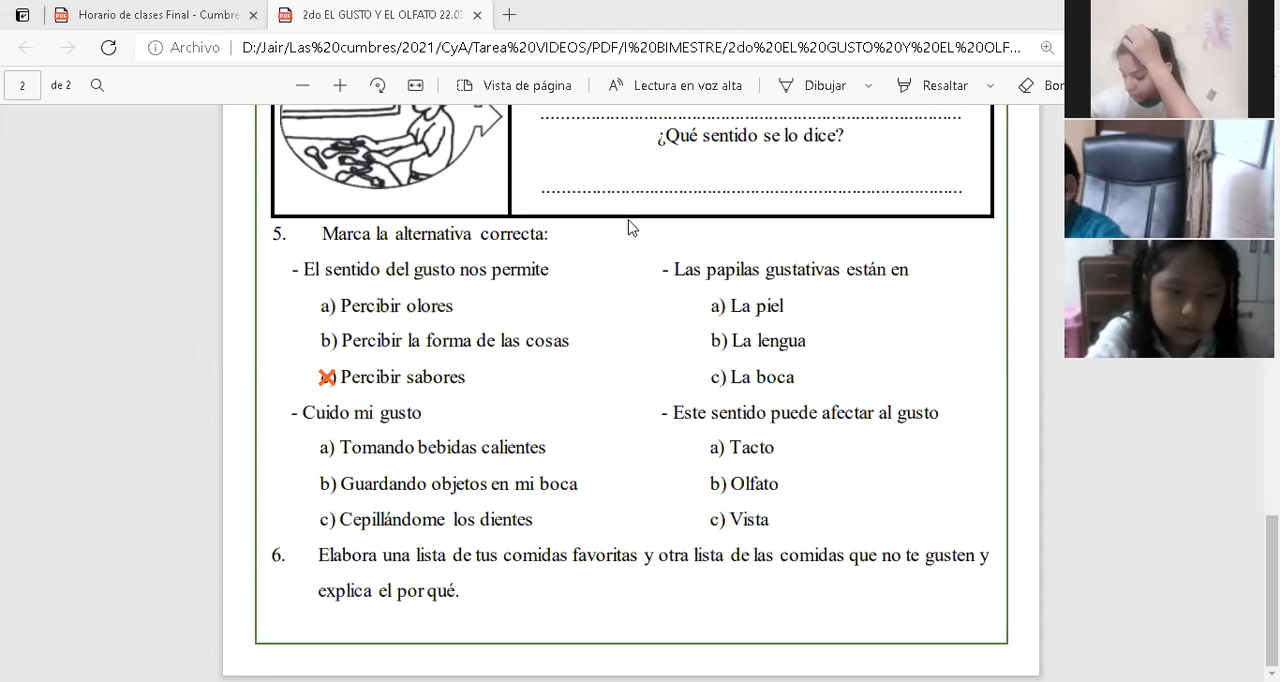 Horario de clases Final - Cumbre
2do EL GUSTO Y EL OLFATO 22.0
Archivo
D:/Jair/Las%20cumbres/2021/CyA/Tarea%20VIDEOS/PDF/I%20BIMESTRE/2do%20EL%20GUSTO%20Y%20EL%20OLF...
2 de 2
Vista de página
Lectura en voz alta
Dibujar
Resaltar
Bor
¿Qué sentido se lo dice?
5. Marca la alternativa correcta:
- El sentido del gusto nos permite
a) Percibir olores
b) Percibir la forma de las cosas
Percibir sabores
- Las papilas gustativas están en
a) La piel
b) La lengua
c) La boca
- Cuido mi gusto
a) Tomando bebidas calientes
b) Guardando objetos en mi boca
c) Cepillándome los dientes
- Este sentido puede afectar al gusto
a) Tacto
b) Olfato
c) Vista
6. Elabora una lista de tus comidas favoritas y otra lista de las comidas que no te gusten y
explica el por qué.